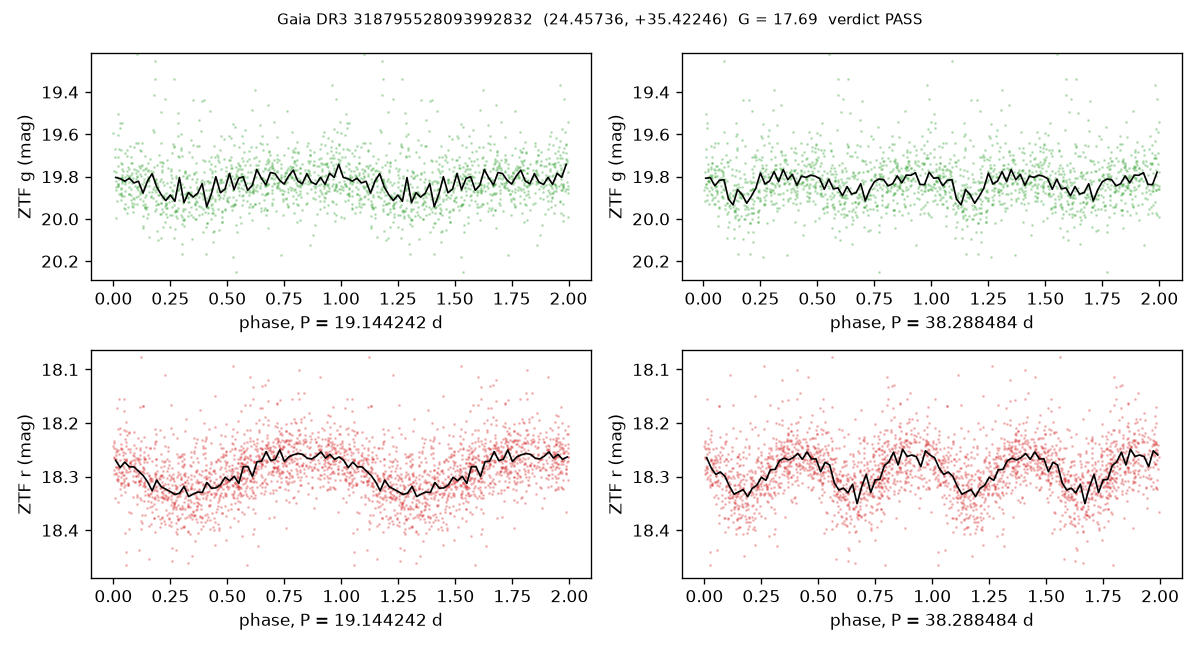 Gaia DR3 318795528093992832  (24.45736, +35.42246)  G = 17.69  verdict PASS
ZTF g (mag)
19.4
19.6
19.8
20.0
20.2
0.00 0.25 0.50 0.75 1.00 1.25 1.50 1.75 2.00
phase, P = 19.144242 d
ZTF g (mag)
19.4
19.6
19.8
20.0
20.2
0.00 0.25 0.50 0.75 1.00 1.25 1.50 1.75 2.00
phase, P = 38.288484 d
ZTF r (mag)
18.1
18.2
18.3
18.4
0.00 0.25 0.50 0.75 1.00 1.25 1.50 1.75 2.00
phase, P = 19.144242 d
ZTF r (mag)
18.1
18.2
18.3
18.4
0.00 0.25 0.50 0.75 1.00 1.25 1.50 1.75 2.00
phase, P = 38.288484 d